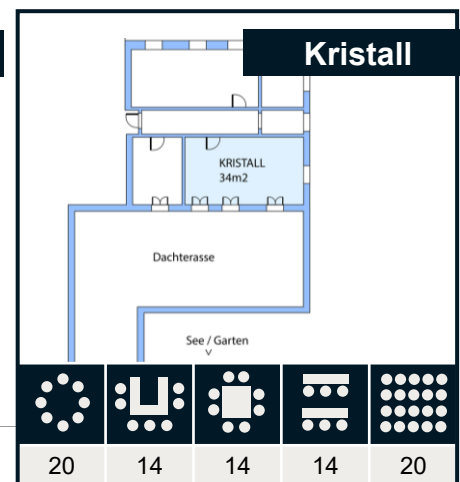 Kristall
KRISTALL
34m2
Dachterasse
See / Garten
20 14 14 14 20